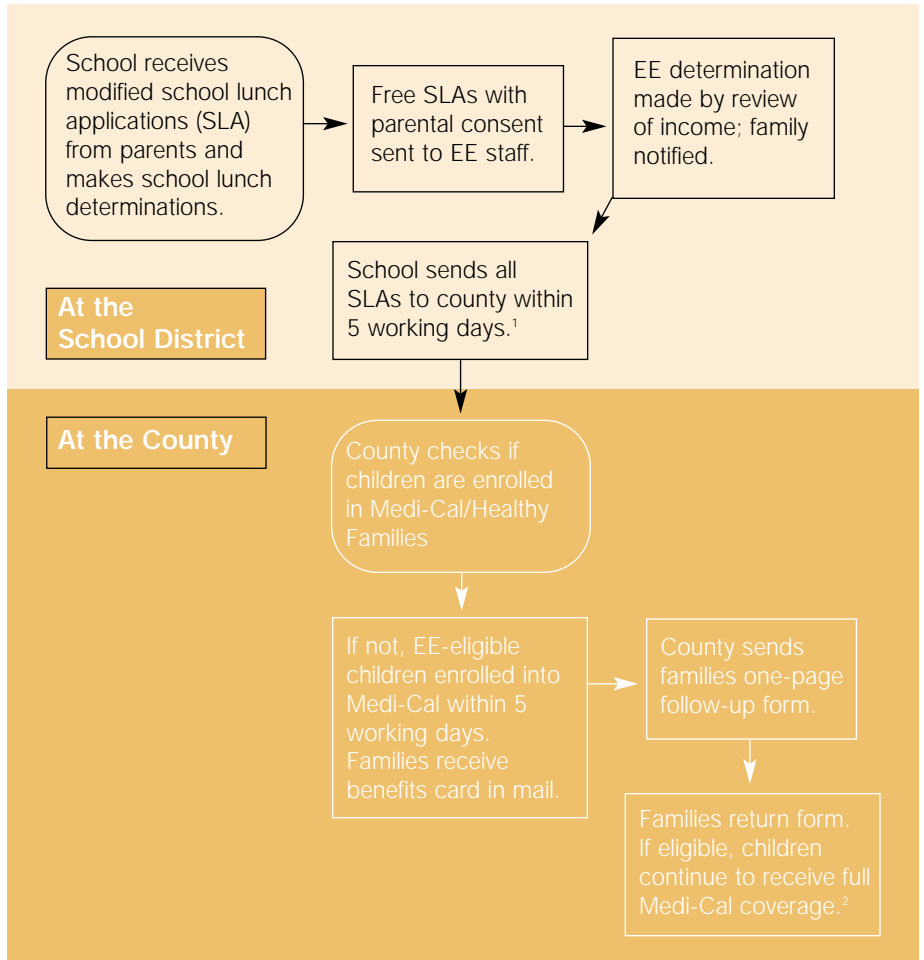 School receives
modified school lunch
applications (SLA)
from parents and
makes school lunch
determinations.
Free SLAs with
parental consent
sent to EE staff.
EE determination
made by review
of income; family
notified.
School sends all
SLAs to county within
5 working days.¹
At the
School District
At the County
County checks if
children are enrolled
in Medi-Cal/Healthy
Families
If not, EE-eligible
children enrolled into
Medi-Cal within 5
working days.
Families receive
benefits card in mail.
County sends
families one-page
follow-up form.
Families return form.
If eligible, children
continue to receive full
Medi-Cal coverage.²